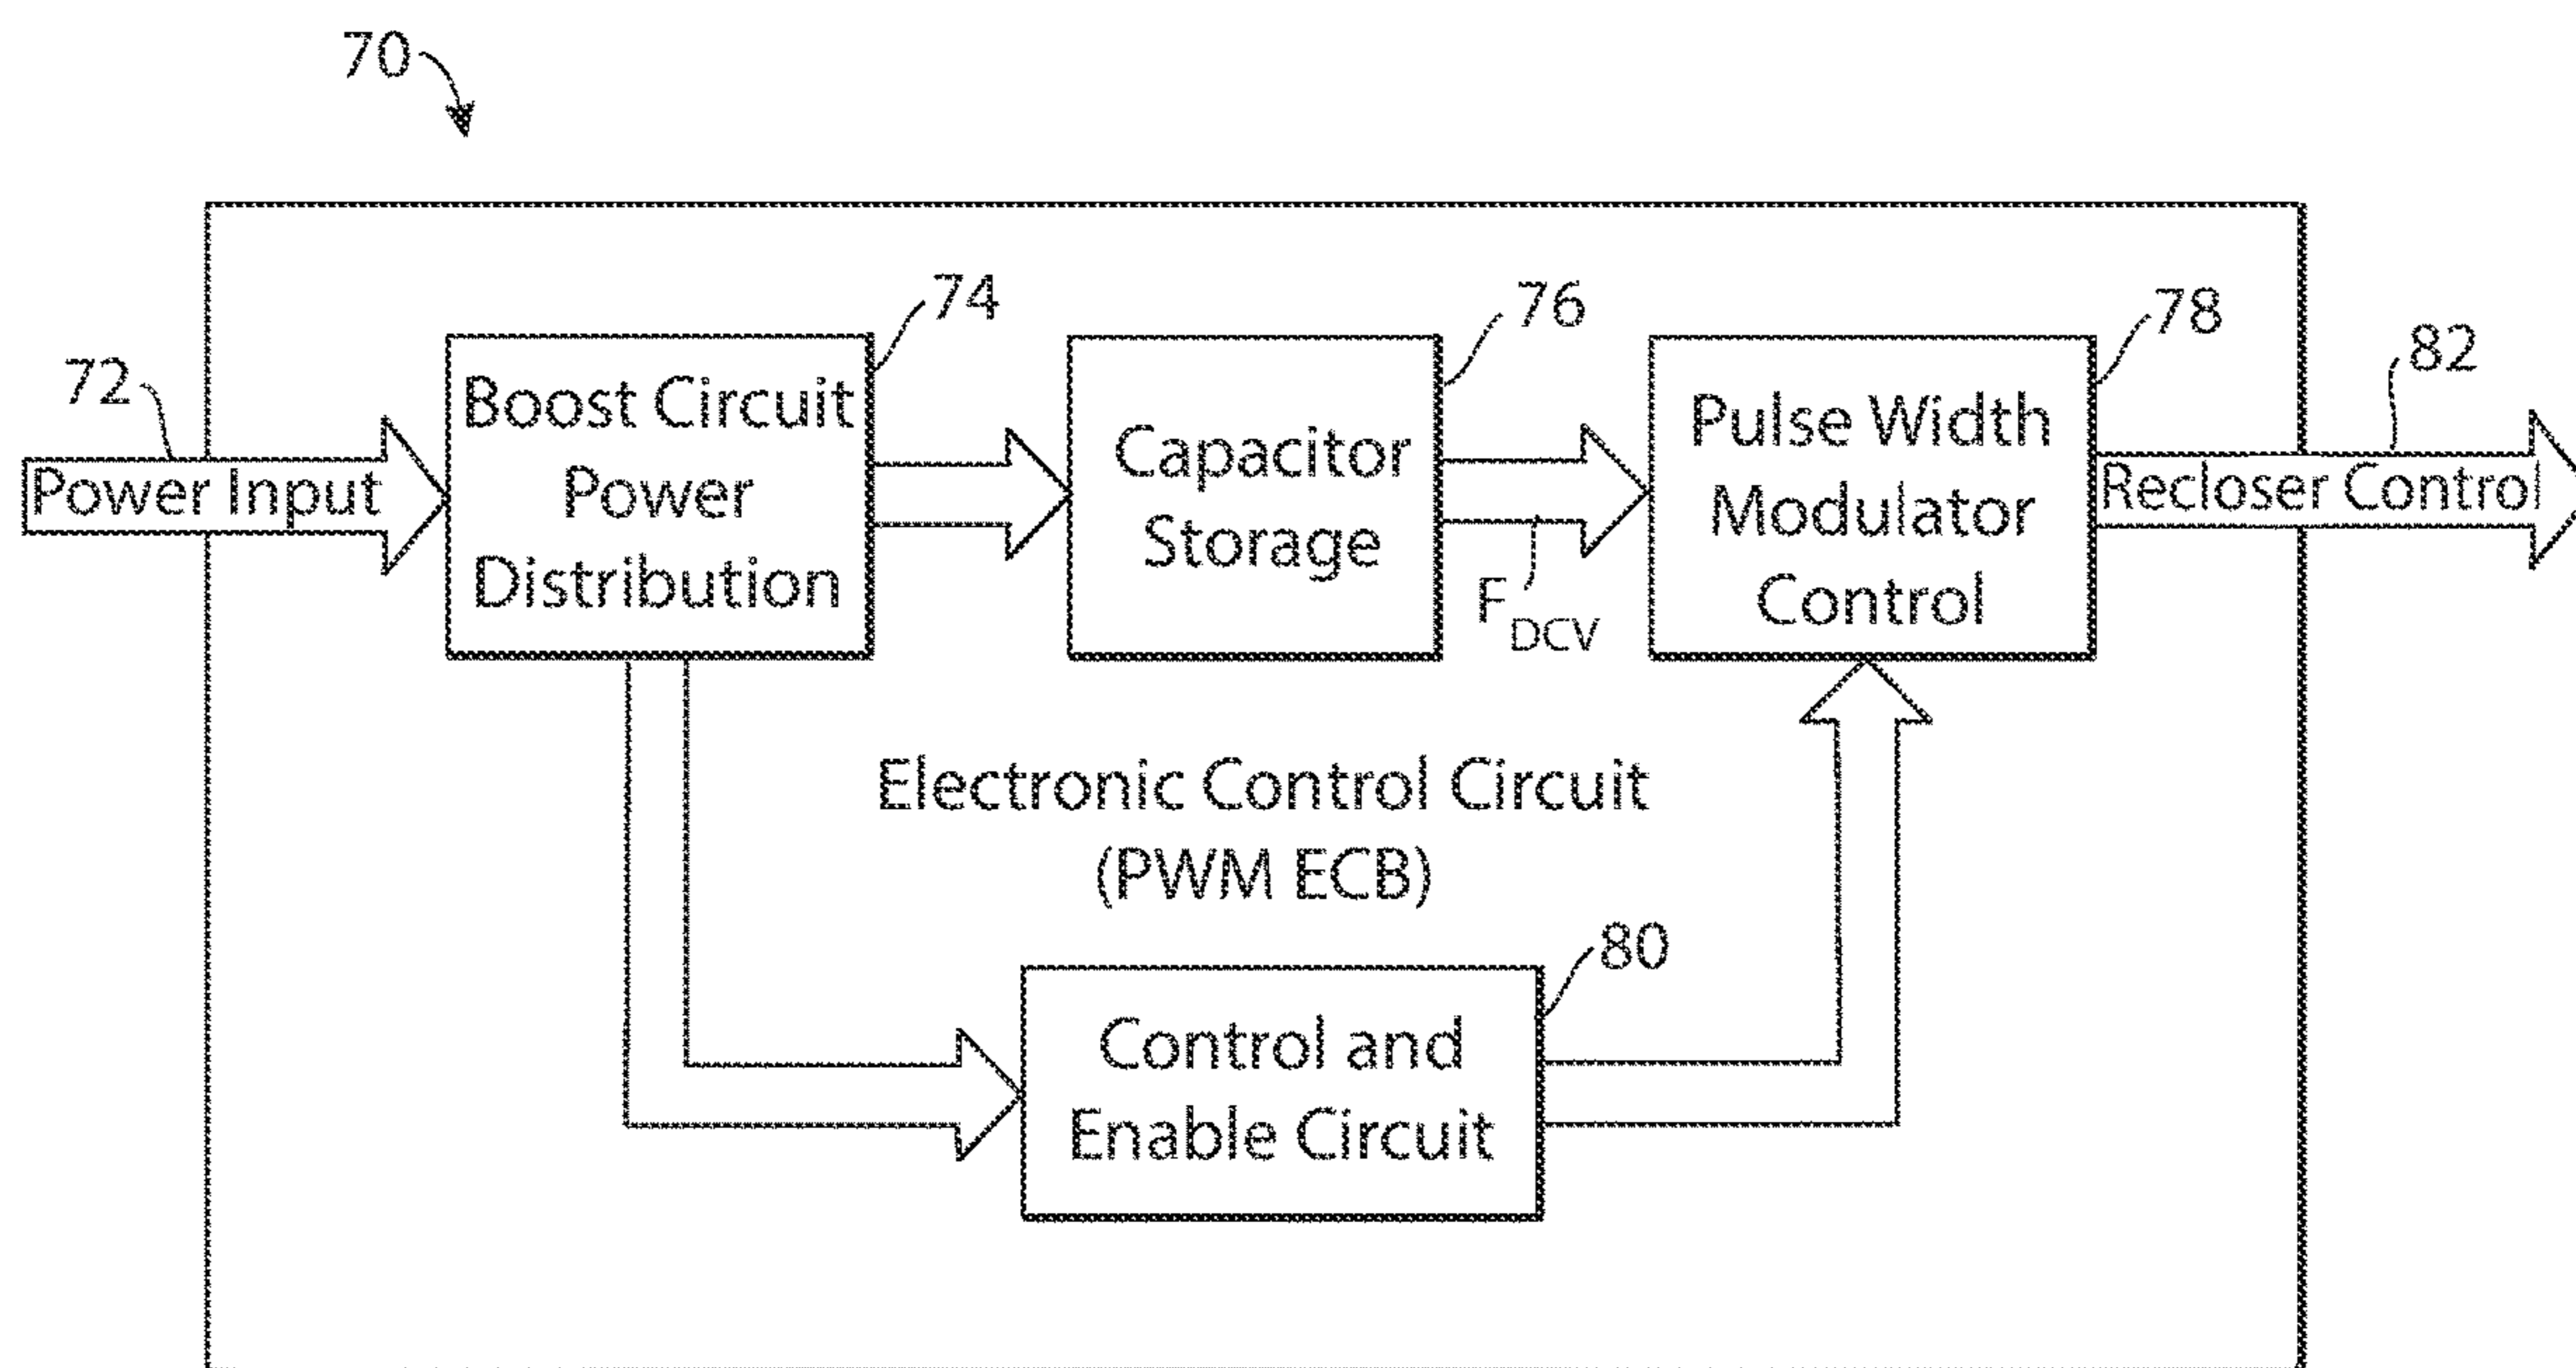 70
74
76
78
82
72
Power Input
Boost Circuit
Power
Distribution
Capacitor
Storage
F DCV
Pulse Width
Modulator
Control
Recloser Control
Electronic Control Circuit
(PWM ECB)
80
Control and
Enable Circuit